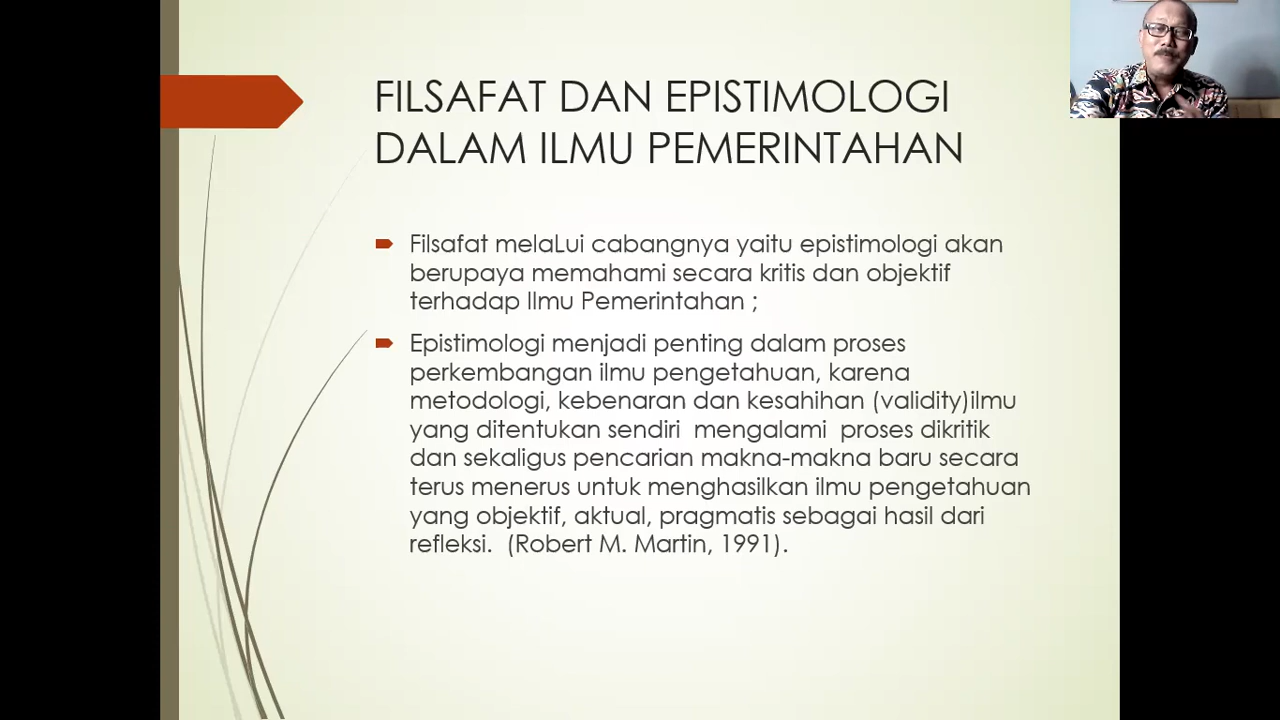 FILSAFAT DAN EPISTIMOLOGI
DALAM ILMU PEMERINTAHAN
Filsafat melaLui cabangnya yaitu epistimologi akan
berupaya memahami secara kritis dan objektif
terhadap Ilmu Pemerintahan ;
Epistimologi menjadi penting dalam proses
perkembangan ilmu pengetahuan, karena
metodologi, kebenaran dan kesahihan (validity)ilmu
yang ditentukan sendiri mengalami proses dikritik
dan sekaligus pencarian makna-makna baru secara
terus menerus untuk menghasilkan ilmu pengetahuan
yang objektif, aktual, pragmatis sebagai hasil dari
refleksi. (Robert M. Martin, 1991).